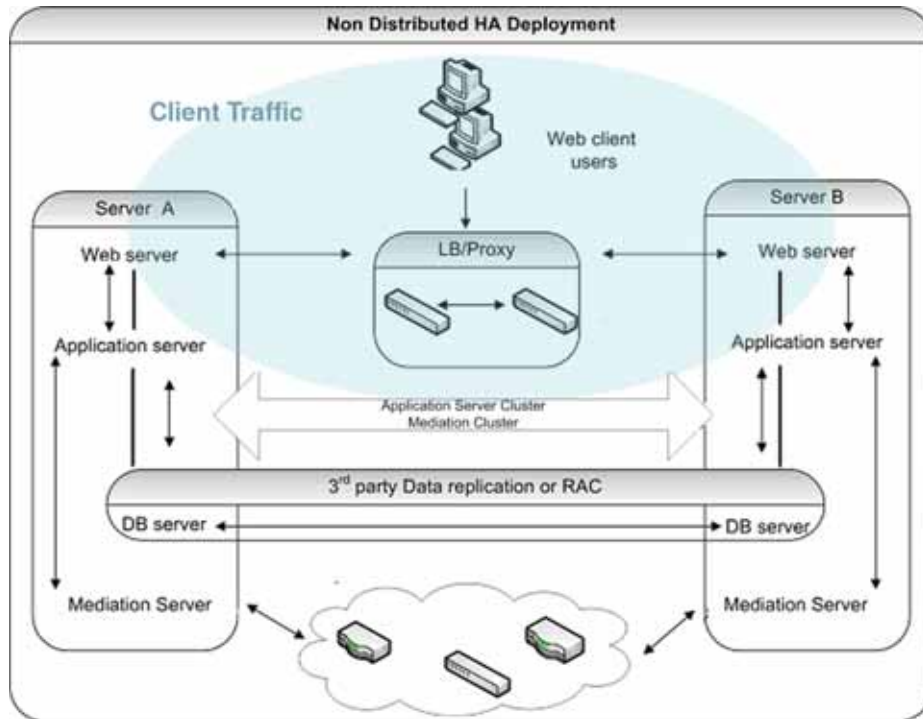 Non Distributed HA Deployment
Client Traffic
Web client
users
Server A
Server B
LB/Proxy
Web server
Web server
Application server
Application server
Application Server Cluster
Mediation Cluster
3rd party Data replication or RAC
DB server
DB server
Mediation Server
Mediation Server